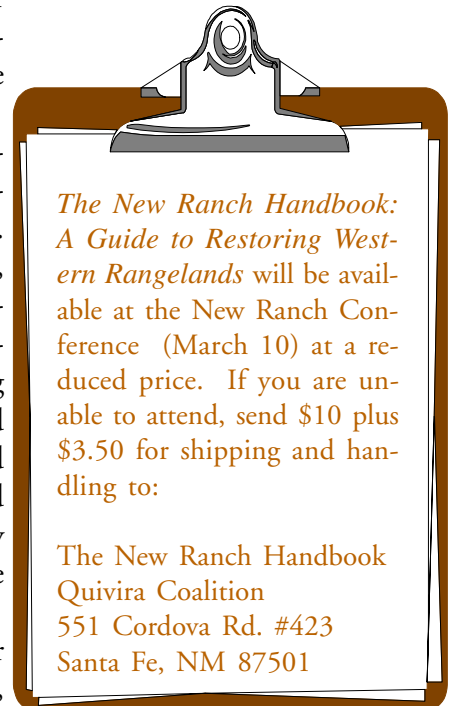 The New Ranch Handbook:
A Guide to Restoring West-
ern Rangelands will be avail-
able at the New Ranch Con-
ference (March 10) at a re-
duced price. If you are un-
able to attend, send $10 plus
$3.50 for shipping and han-
dling to:
The New Ranch Handbook
Quivira Coalition
551 Cordova Rd. #423
Santa Fe, NM 87501